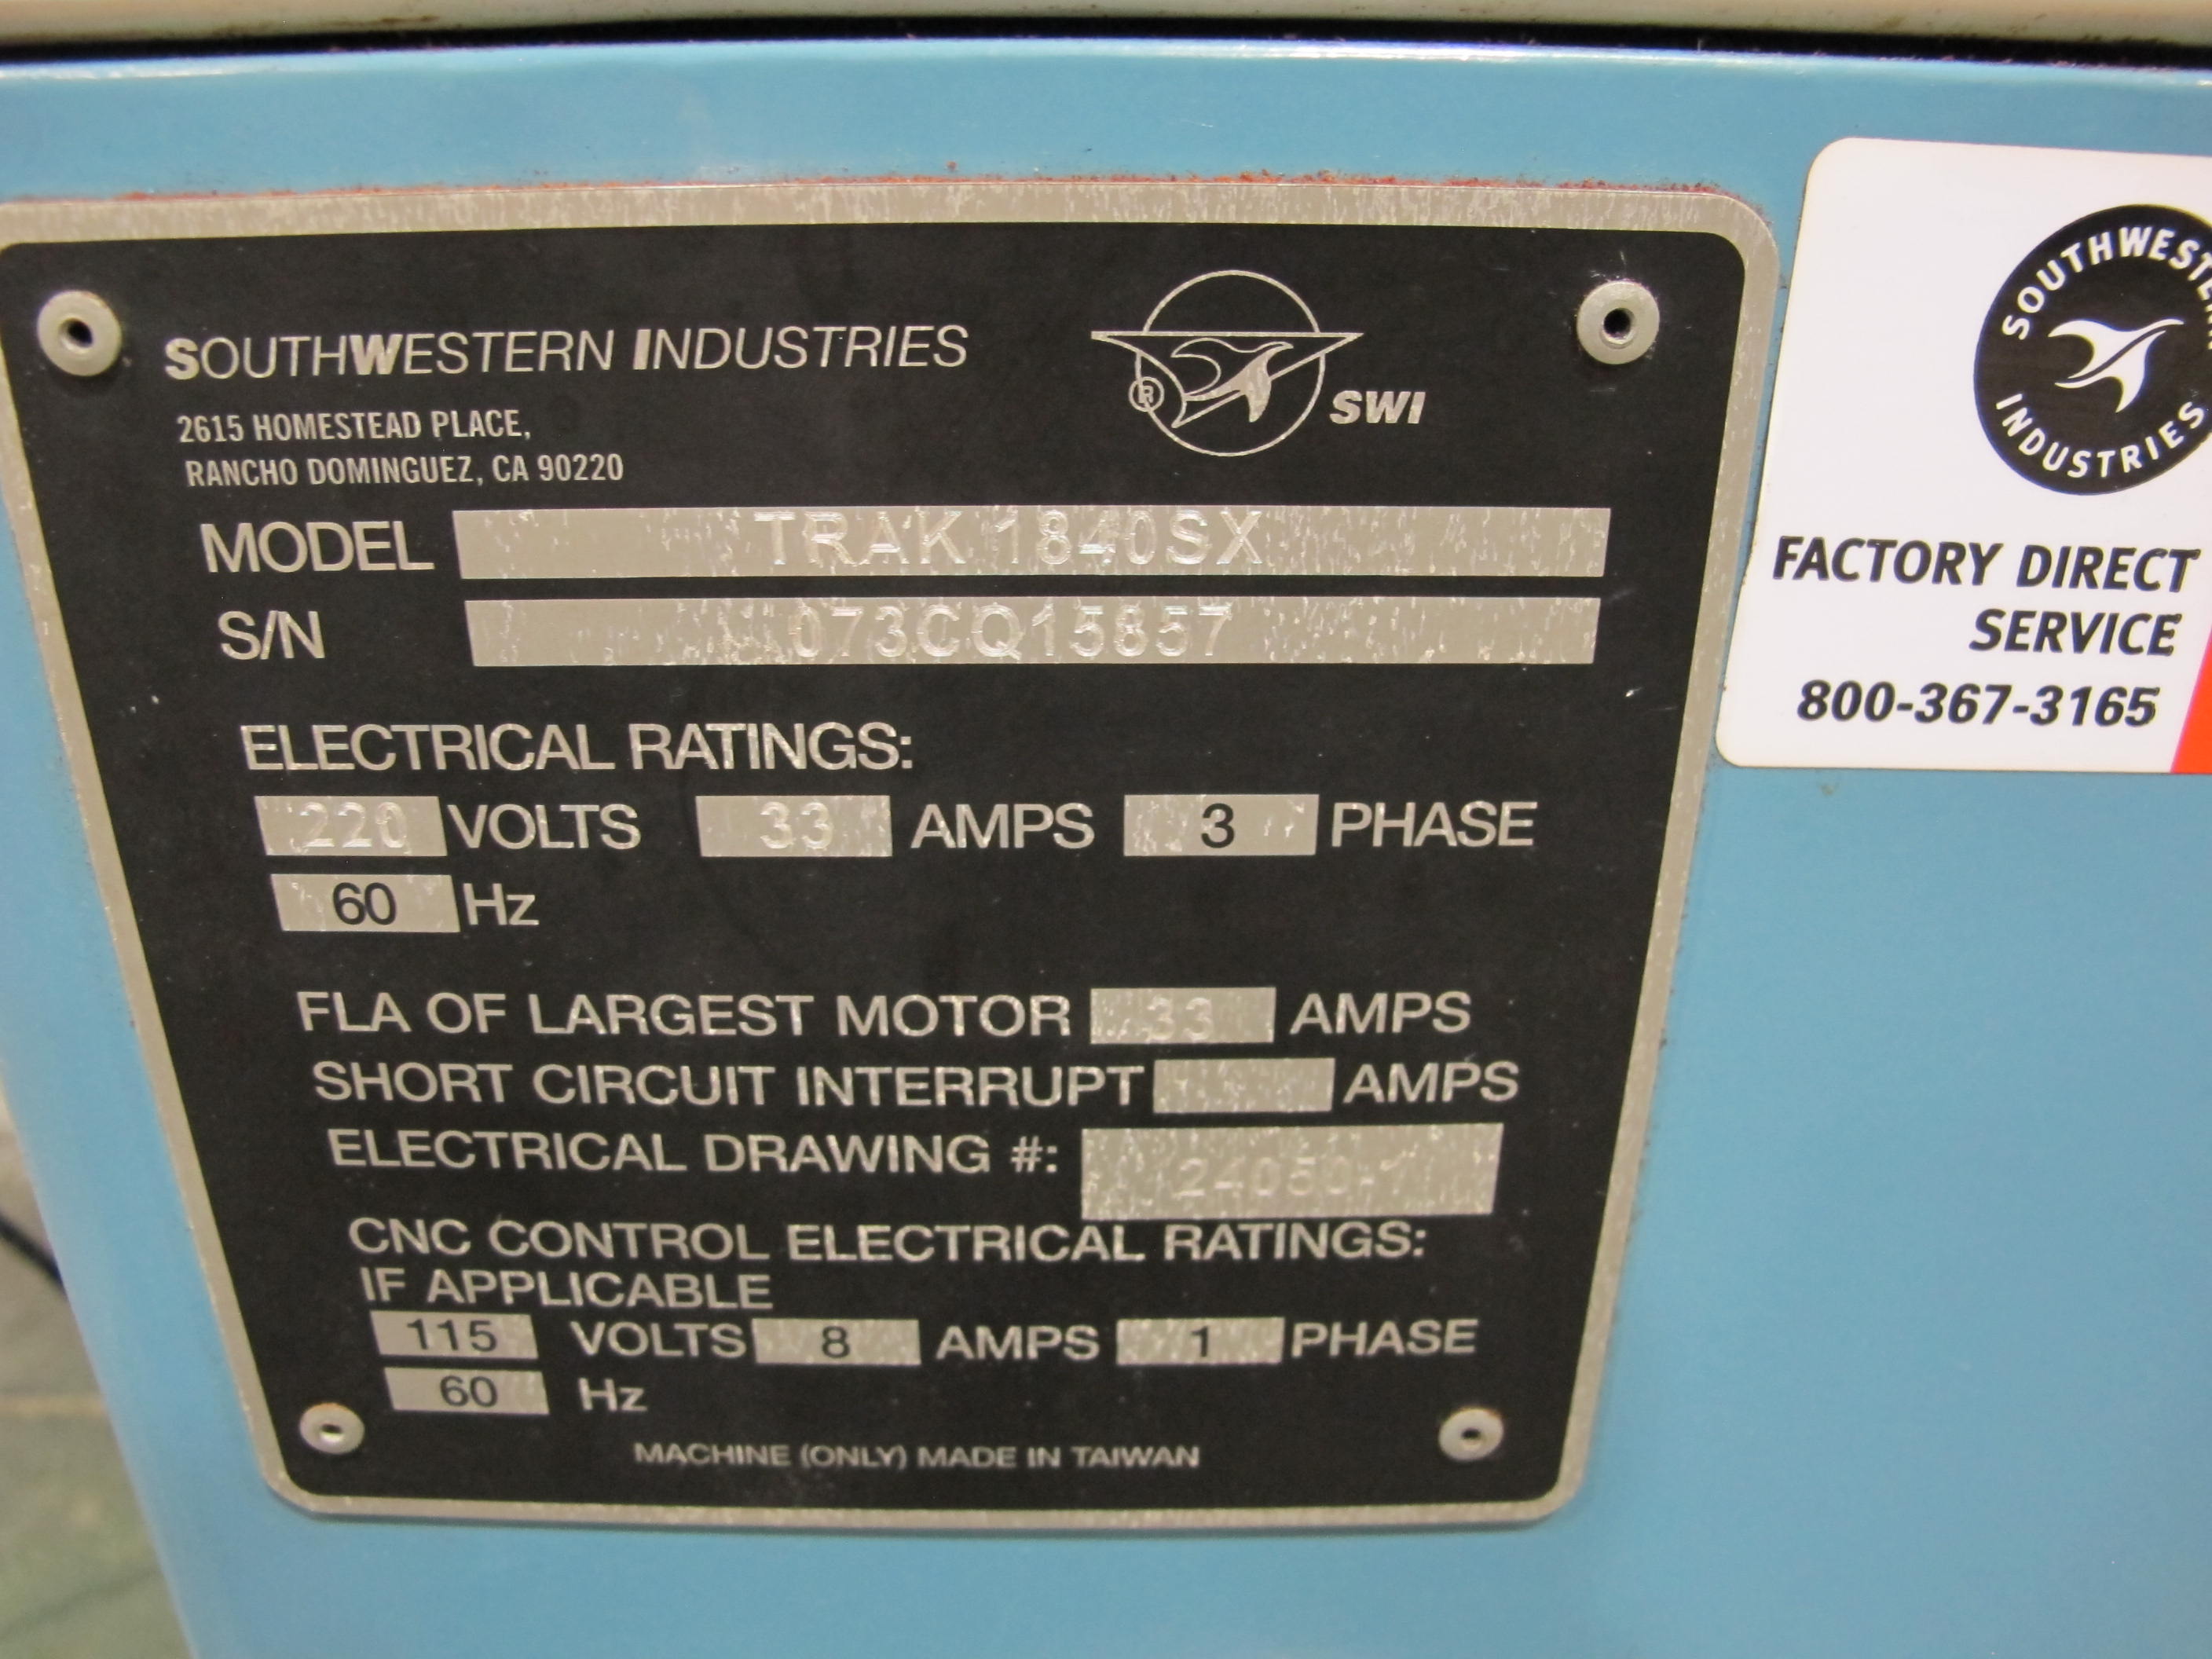 SOUTHWESTERN INDUSTRIES
® SWI
2615 HOMESTEAD PLACE,
RANCHO DOMINGUEZ, CA 90220
MODEL TRAK 1840SX
S/N 073CQ15857
ELECTRICAL RATINGS:
220 VOLTS 33 AMPS 3 PHASE
60 Hz
FLA OF LARGEST MOTOR 33 AMPS
SHORT CIRCUIT INTERRUPT AMPS
ELECTRICAL DRAWING #: 24050-1
CNC CONTROL ELECTRICAL RATINGS:
IF APPLICABLE
115 VOLTS 8 AMPS 1 PHASE
60 Hz
MACHINE (ONLY) MADE IN TAIWAN
SOUTHWESTERN
INDUSTRIES
FACTORY DIRECT
SERVICE
800-367-3165